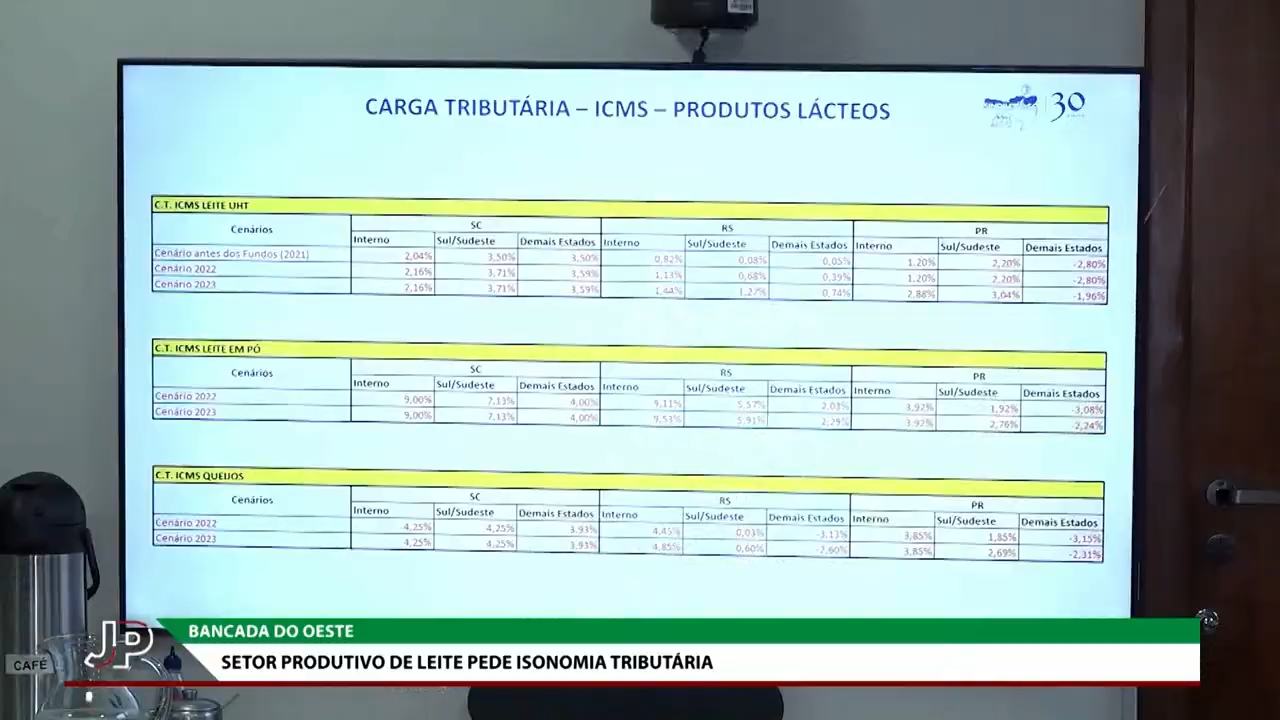 CARGA TRIBUTÁRIA – ICMS – PRODUTOS LÁCTEOS
30
C.T. ICMS LEITE UHT
Cenários SC RS PR
Interno Sul/Sudeste Demais Estados Interno Sul/Sudeste Demais Estados Interno Sul/Sudeste Demais Estados
Cenário antes dos Fundos (2021) 2,04% 3,50% 3,50% 0,82% 0,08% 0,05% 1,20% 2,20% -2,80%
Cenário 2022 2,16% 3,71% 3,59% 1,13% 0,68% 0,39% 1,20% 2,20% -2,80%
Cenário 2023 2,16% 3,71% 3,59% 1,44% 1,27% 0,74% 2,88% 3,04% -1,96%
C.T. ICMS LEITE EM PÓ
Cenários SC RS PR
Interno Sul/Sudeste Demais Estados Interno Sul/Sudeste Demais Estados Interno Sul/Sudeste Demais Estados
Cenário 2022 9,00% 7,13% 4,00% 9,11% 5,57% 2,03% 3,92% 1,92% -3,08%
Cenário 2023 9,00% 7,13% 4,00% 9,53% 5,91% 2,29% 3,92% 2,76% -2,24%
C.T. ICMS QUEIJOS
Cenários SC RS PR
Interno Sul/Sudeste Demais Estados Interno Sul/Sudeste Demais Estados Interno Sul/Sudeste Demais Estados
Cenário 2022 4,25% 4,25% 3,93% 4,45% 0,03% -3,13% 3,85% 1,85% -3,15%
Cenário 2023 4,25% 4,25% 3,93% 4,85% 0,60% -2,60% 3,85% 2,69% -2,31%
JP
BANCADA DO OESTE
SETOR PRODUTIVO DE LEITE PEDE ISONOMIA TRIBUTÁRIA
CAFÉ